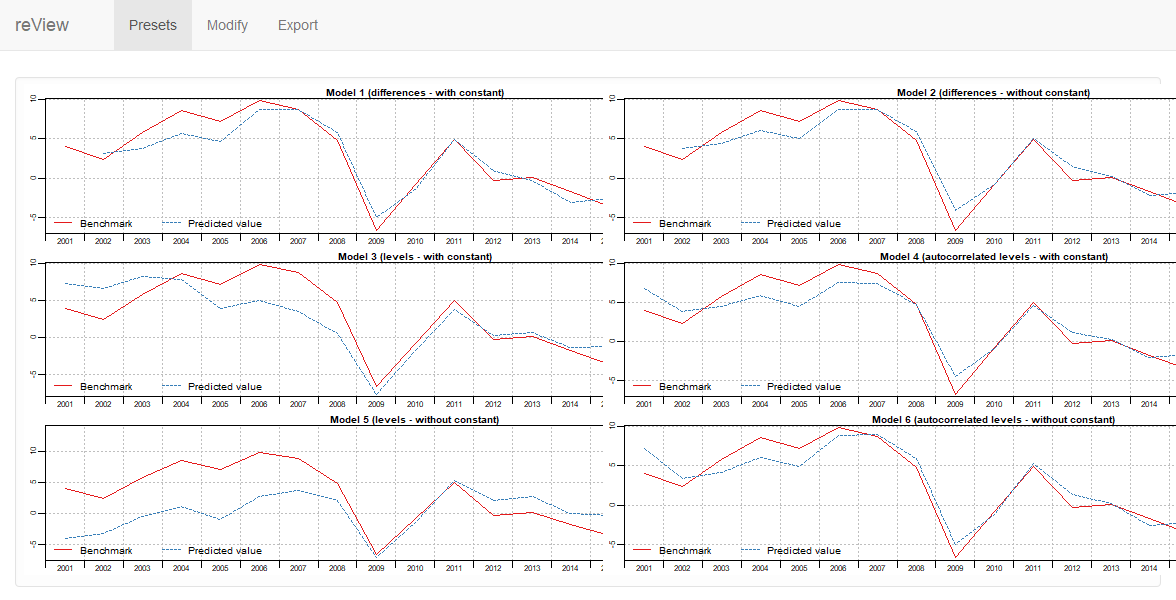 reView Presets Modify Export
Model 1 (differences - with constant)
10
5
0
-5
Benchmark Predicted value
2001 2002 2003 2004 2005 2006 2007 2008 2009 2010 2011 2012 2013 2014 2
Model 2 (differences - without constant)
10
5
0
-5
Benchmark Predicted value
2001 2002 2003 2004 2005 2006 2007 2008 2009 2010 2011 2012 2013 2014
Model 3 (levels - with constant)
10
5
0
-5
Benchmark Predicted value
2001 2002 2003 2004 2005 2006 2007 2008 2009 2010 2011 2012 2013 2014 2
Model 4 (autocorrelated levels - with constant)
10
5
0
-5
Benchmark Predicted value
2001 2002 2003 2004 2005 2006 2007 2008 2009 2010 2011 2012 2013 2014
Model 5 (levels - without constant)
10
5
0
-5
Benchmark Predicted value
2001 2002 2003 2004 2005 2006 2007 2008 2009 2010 2011 2012 2013 2014 2
Model 6 (autocorrelated levels - without constant)
10
5
0
-5
Benchmark Predicted value
2001 2002 2003 2004 2005 2006 2007 2008 2009 2010 2011 2012 2013 2014